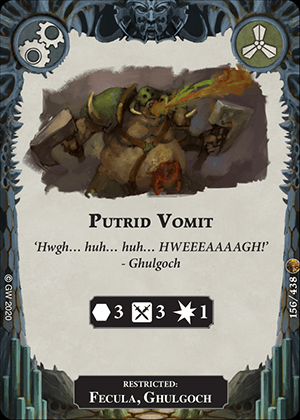 PUTRID VOMIT
‘Hwgh... huh... huh... HWEEEAAAAGH!’
- Ghulgoch
3 3 1
RESTRICTED:
FECULA, GHULGOCH
© GW 2020
156/438